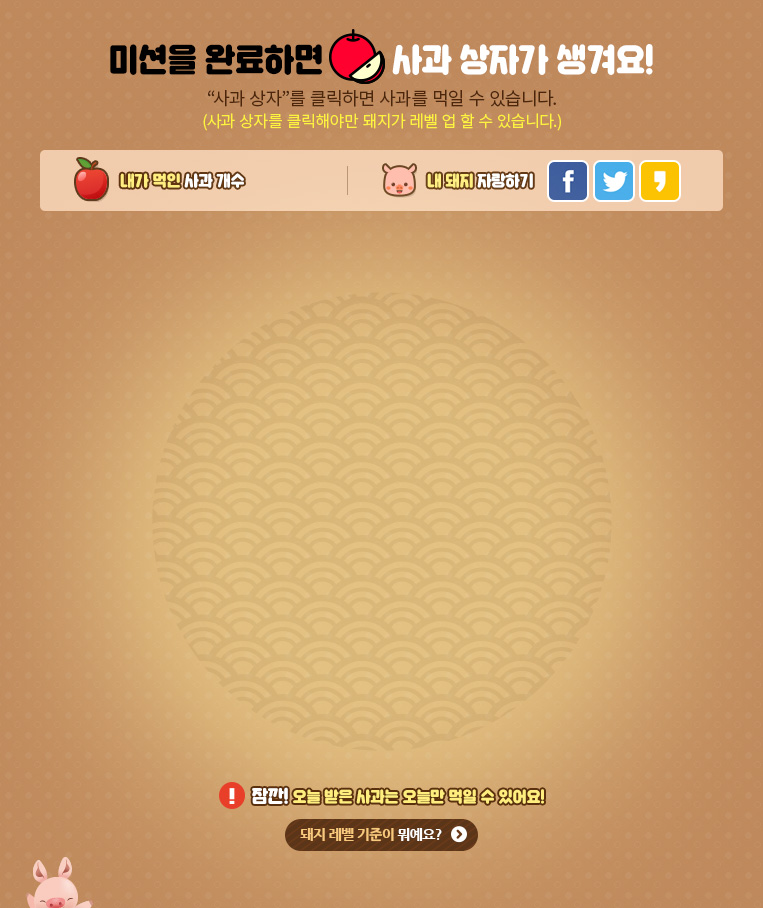 미션을 완료하면 사과 상자가 생겨요!
“사과 상자”를 클릭하면 사과를 먹일 수 있습니다.
(사과 상자를 클릭해야만 돼지가 레벨 업 할 수 있습니다.)
내가 먹인 사과 개수
내 돼지 자랑하기
잠깐! 오늘 받은 사과는 오늘만 먹일 수 있어요!
돼지 레벨 기준이 뭐예요?